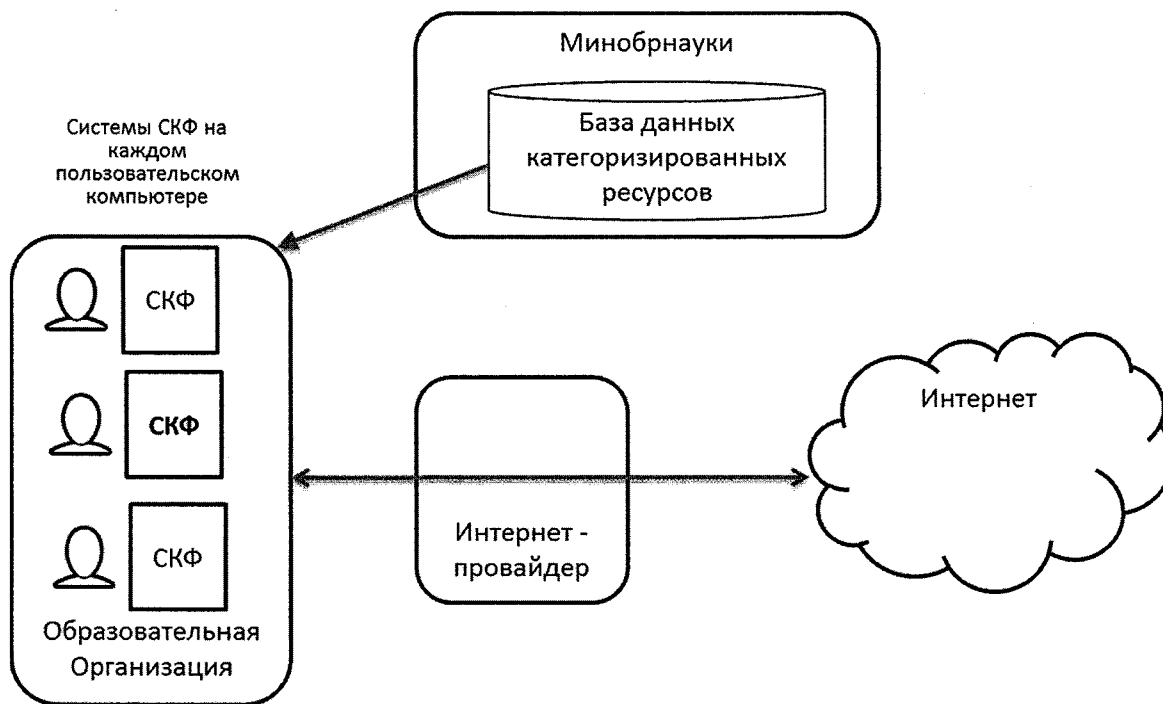 Минобрнауки
База данных
категоризированных
ресурсов
Системы СКФ на
каждом
пользовательском
компьютере
СКФ
СКФ
СКФ
Образовательная
Организация
Интернет -
провайдер
Интернет